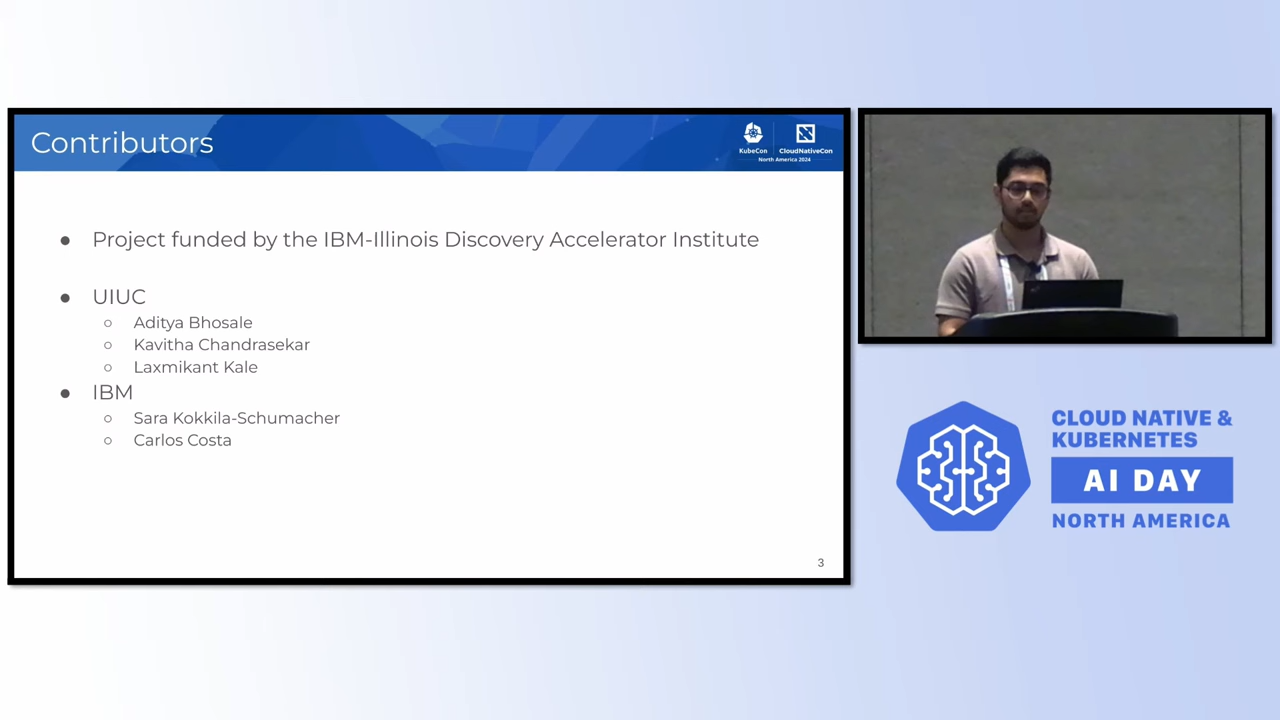 Contributors
KubeCon
CloudNativeCon
North America 2024
Project funded by the IBM-Illinois Discovery Accelerator Institute
UIUC
Aditya Bhosale
Kavitha Chandrasekar
Laxmikant Kale
IBM
Sara Kokkila-Schumacher
Carlos Costa
3
CLOUD NATIVE &
KUBERNETES
AI DAY
NORTH AMERICA